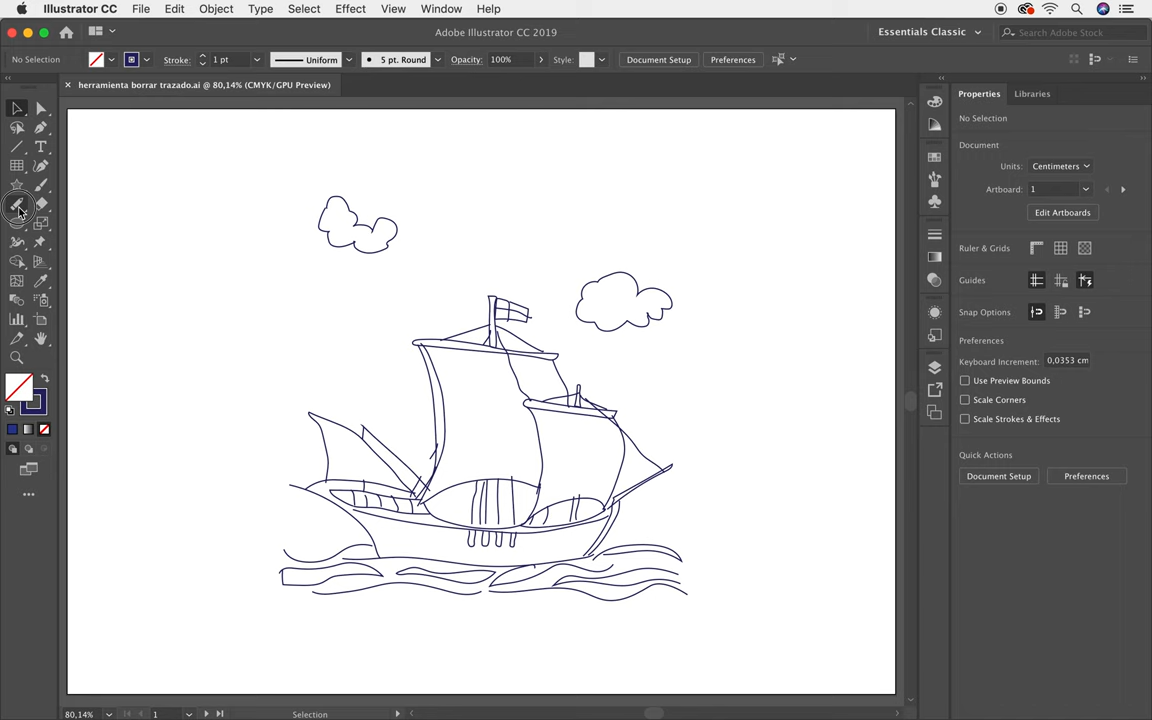 Illustrator CC File Edit Object Type Select Effect View Window Help
Adobe Illustrator CC 2019
Essentials Classic
Search Adobe Stock
No Selection Stroke: 1 pt Uniform 5 pt. Round Opacity: 100% Style: Document Setup Preferences
× herramienta borrar trazado.ai @ 80,14% (CMYK/GPU Preview)
Properties Libraries
No Selection
Document
Units: Centimeters
Artboard: 1
Edit Artboards
Ruler & Grids
Guides
Snap Options
Preferences
Keyboard Increment: 0,0353 cm
Use Preview Bounds
Scale Corners
Scale Strokes & Effects
Quick Actions
Document Setup Preferences
80,14% 1 Selection